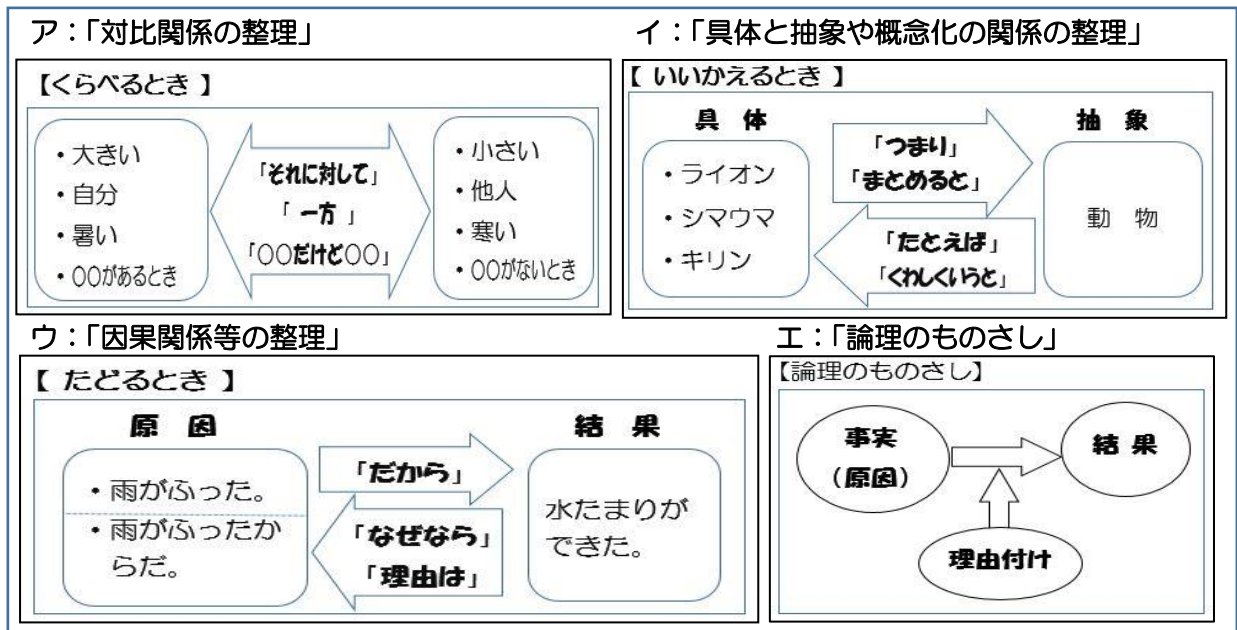 ア：「対比関係の整理」
【くらべるとき】
・大きい
・自分
・暑い
・○○があるとき
「それに対して」
「 一方 」
「○○だけど○○」
・小さい
・他人
・寒い
・○○がないとき
イ：「具体と抽象や概念化の関係の整理」
【 いいかえるとき 】
具 体
・ライオン
・シマウマ
・キリン
「つまり」
「まとめると」
「たとえば」
「くわしくいうと」
抽 象
動 物
ウ：「因果関係等の整理」
【 たどるとき 】
原 因
・雨がふった。
・雨がふったか
らだ。
「だから」
「なぜなら」
「理由は」
結 果
水たまりが
できた。
エ：「論理のものさし」
【論理のものさし】
事実
（原因）
結 果
理由付け